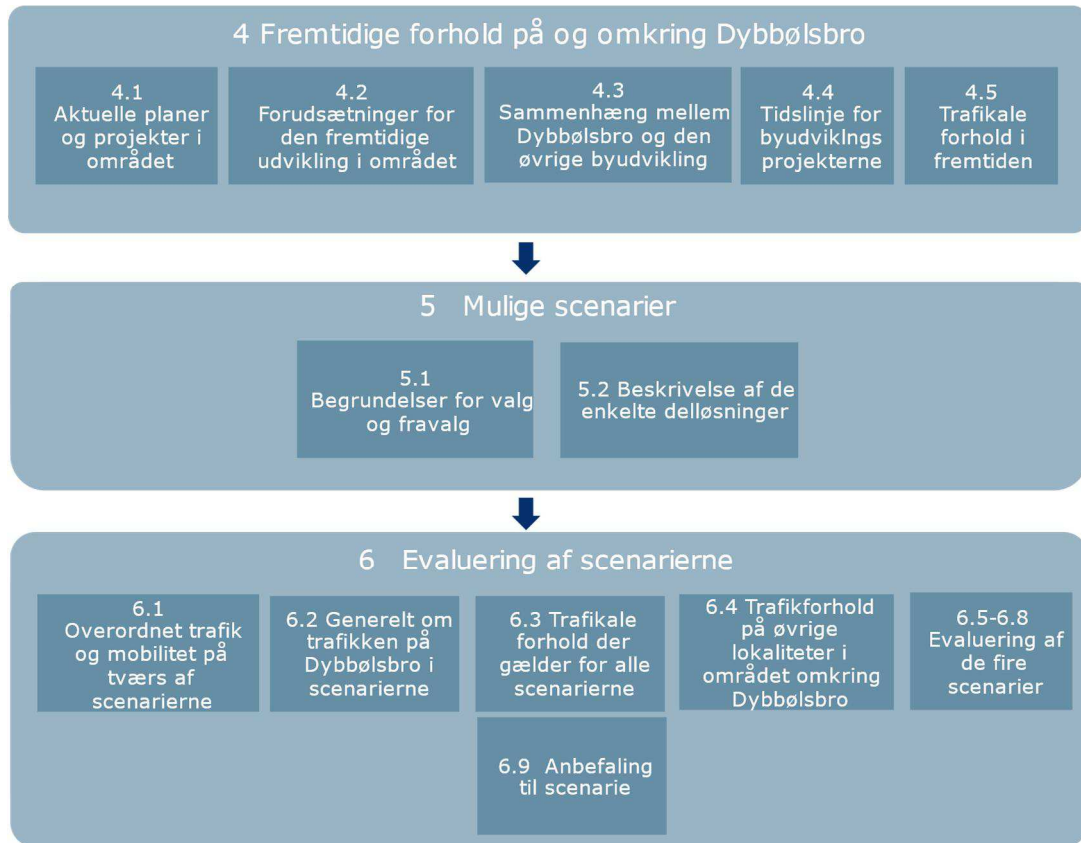 4 Fremtidige forhold på og omkring Dybbølsbro
4.1
Aktuelle planer
og projekter i
området
4.2
Forudsætninger for
den fremtidige
udvikling i området
4.3
Sammenhæng mellem
Dybbølsbro og den
øvrige byudvikling
4.4
Tidslinje for
byudviklngs
projekterne
4.5
Trafikale
forhold i
fremtiden
5 Mulige scenarier
5.1
Begrundelser for valg
og fravalg
5.2 Beskrivelse af de
enkelte delløsninger
6 Evaluering af scenarierne
6.1
Overordnet trafik
og mobilitet på
tværs af
scenarierne
6.2 Generelt om
trafikken på
Dybbølsbro i
scenarierne
6.3 Trafikale
forhold der
gælder for alle
scenarierne
6.4 Trafikforhold
på øvrige
lokaliteter i
området omkring
Dybbølsbro
6.5-6.8
Evaluering af
de fire
scenarier
6.9 Anbefaling
til scenarie